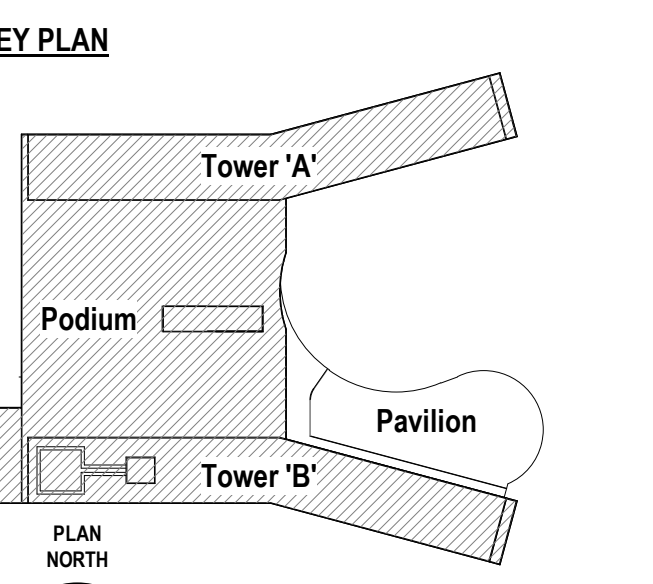 EY PLAN
Tower 'A'
Podium
Pavilion
Tower 'B'
PLAN
NORTH